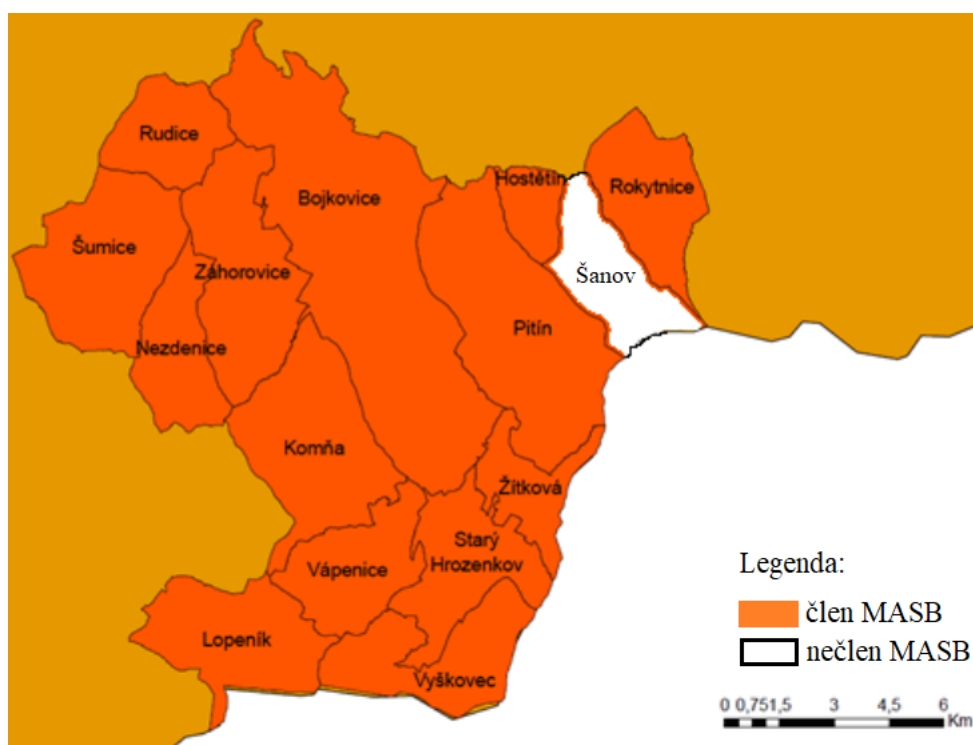 Rudice
Hostětín
Rokytnice
Bojkovice
Šumice
Záhorovice
Šanov
Pitín
Nezdenice
Komňa
Žítková
Starý
Hrozenkov
Vápenice
Lopeník
Vyškovec
Legenda:
člen MASB
nečlen MASB
0 0,751,5 3 4,5 6
Km